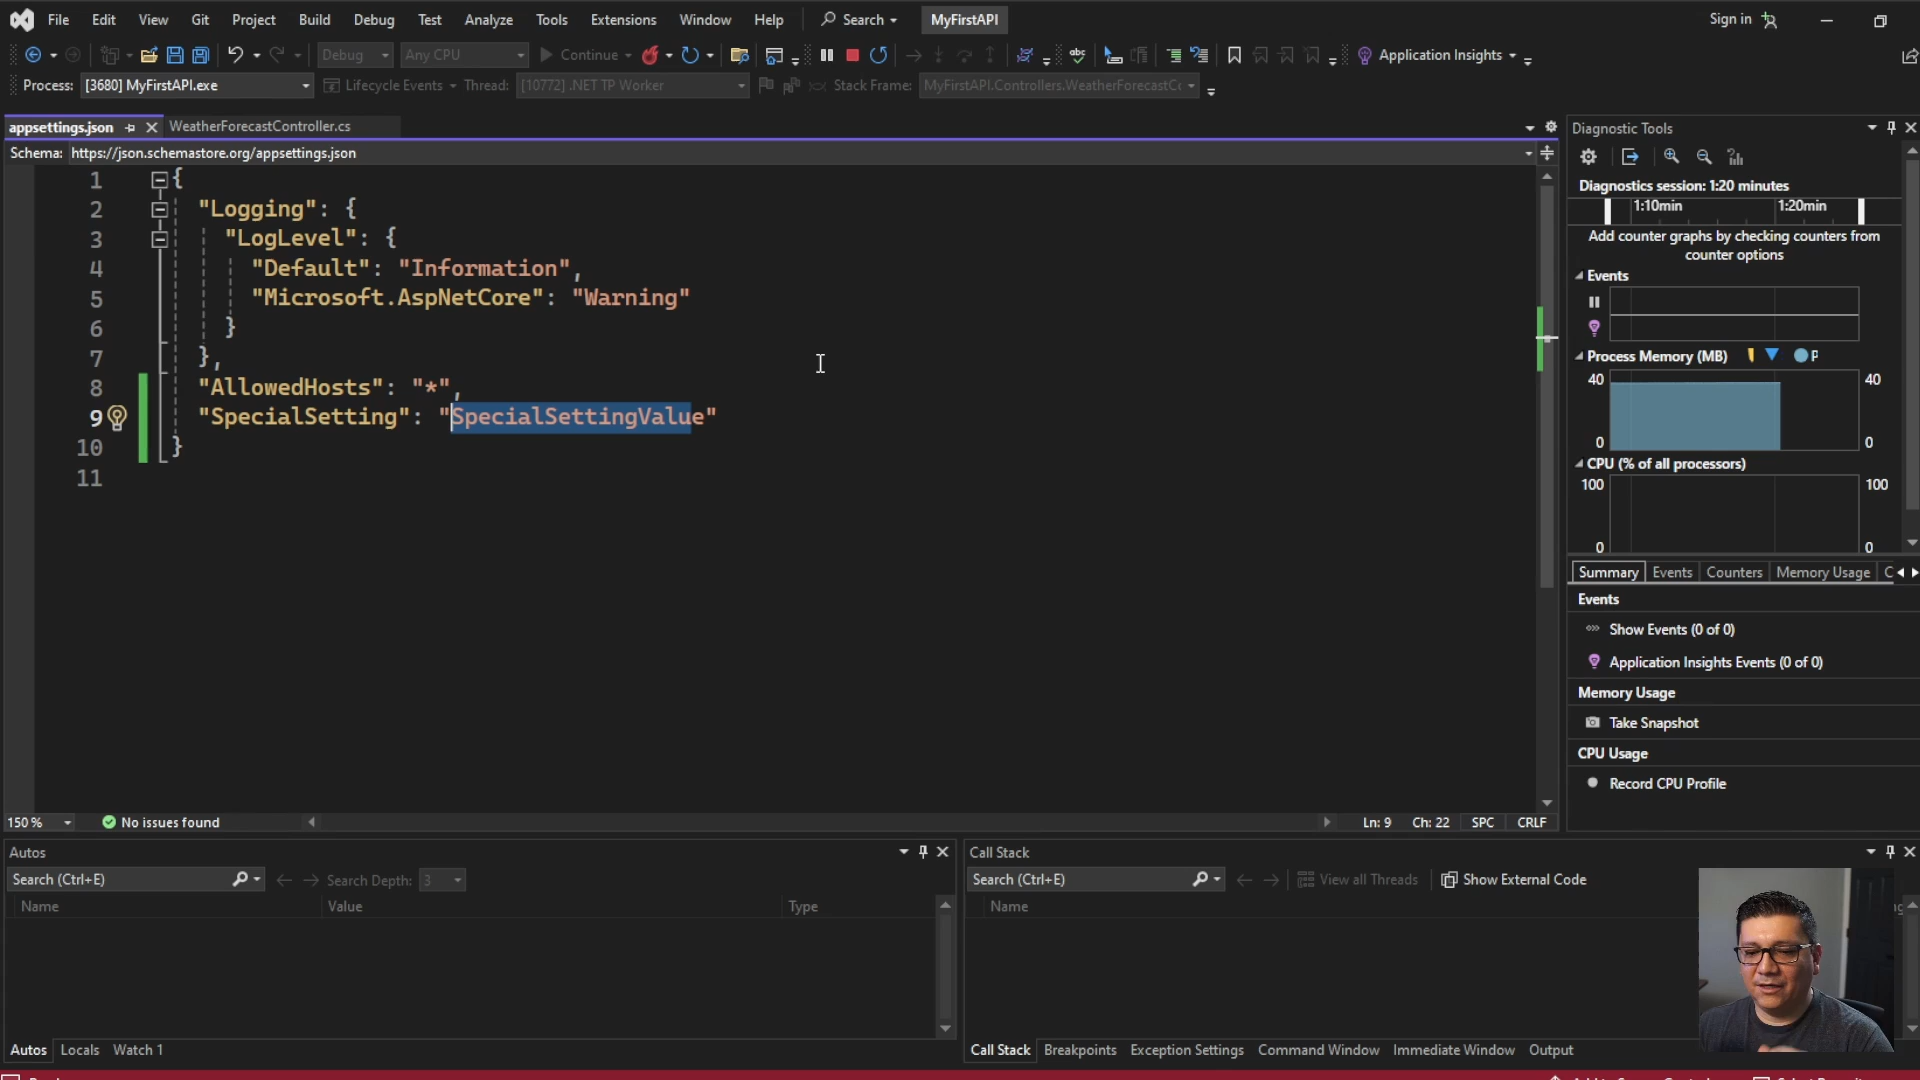 File Edit View Git Project Build Debug Test Analyze Tools Extensions Window Help Search MyFirstAPI Sign in
Debug Any CPU Continue Application Insights
Process: [3680] MyFirstAPI.exe Lifecycle Events Thread: [10772] .NET TP Worker Stack Frame: MyFirstAPI.Controllers.WeatherForecastCo
appsettings.json WeatherForecastController.cs
Schema: https://json.schemastore.org/appsettings.json
1 {
2 "Logging": {
3 "LogLevel": {
4 "Default": "Information",
5 "Microsoft.AspNetCore": "Warning"
6 }
7 },
8 "AllowedHosts": "*",
9 "SpecialSetting": "SpecialSettingValue"
10 }
11
150 % No issues found Ln: 9 Ch: 22 SPC CRLF
Diagnostic Tools
Diagnostics session: 1:20 minutes
1:10min 1:20min
Add counter graphs by checking counters from
counter options
Events
Process Memory (MB) P
40 40
0 0
CPU (% of all processors)
100 100
0 0
Summary Events Counters Memory Usage C
Events
Show Events (0 of 0)
Application Insights Events (0 of 0)
Memory Usage
Take Snapshot
CPU Usage
Record CPU Profile
Autos
Search (Ctrl+E) Search Depth: 3
Name Value Type
Autos Locals Watch 1
Call Stack
Search (Ctrl+E) View all Threads Show External Code
Name
Call Stack Breakpoints Exception Settings Command Window Immediate Window Output